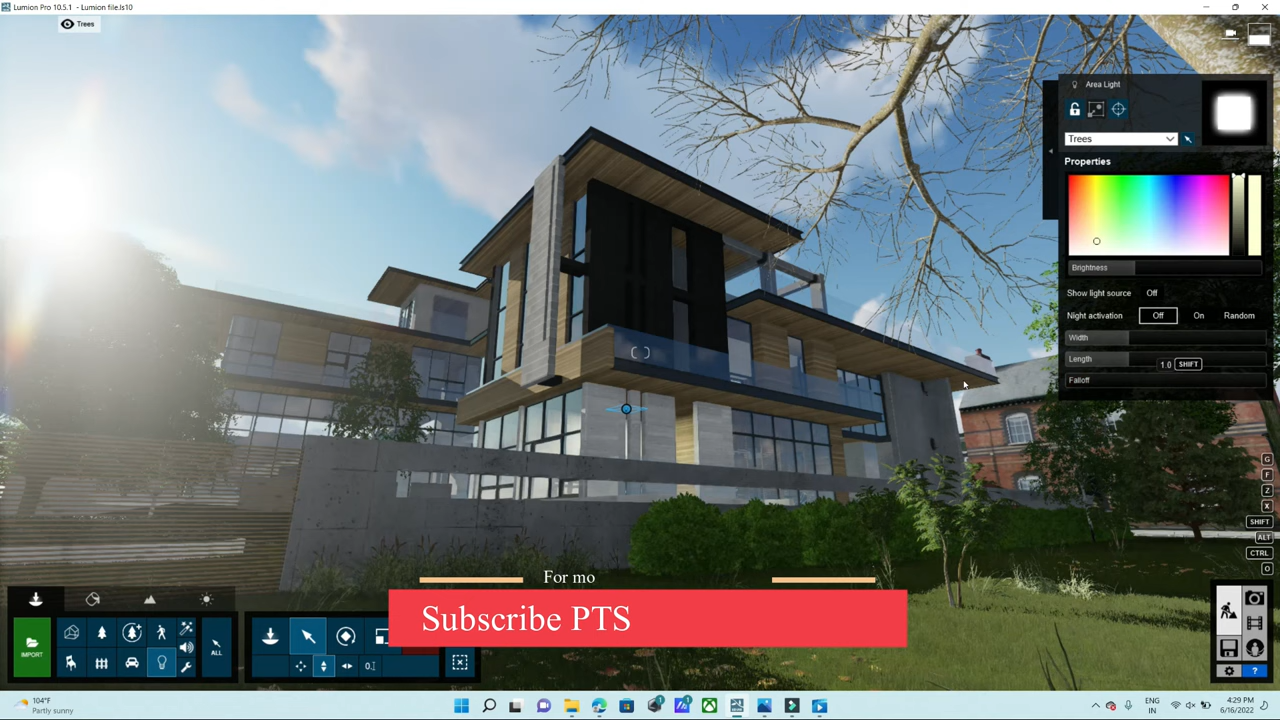 Lumion Pro 10.5.1 - Lumion file.ls10
Trees
Area Light
Trees
Properties
Brightness
Show light source Off
Night activation Off On Random
Width
Length 1.0 SHIFT
Falloff
G
F
Z
X
SHIFT
ALT
CTRL
O
For mo
Subscribe PTS
IMPORT
ALL
?
104°F
Partly sunny
ENG
IN
4:29 PM
6/16/2022